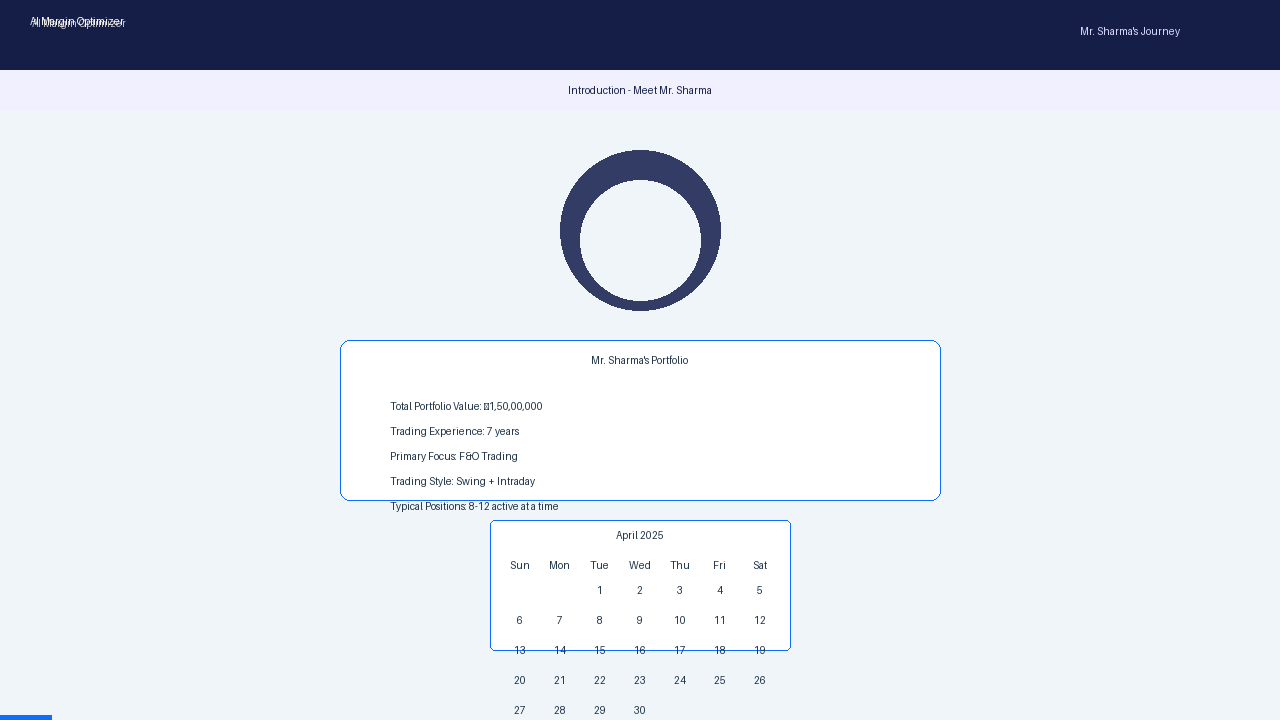 AI Margin Optimizer
Mr. Sharma's Journey
Introduction - Meet Mr. Sharma
Mr. Sharma's Portfolio
Total Portfolio Value: 1,50,00,000
Trading Experience: 7 years
Primary Focus: F&O Trading
Trading Style: Swing + Intraday
Typical Positions: 8-12 active at a time
April 2025
Sun Mon Tue Wed Thu Fri Sat
1 2 3 4 5
6 7 8 9 10 11 12
13 14 15 16 17 18 19
20 21 22 23 24 25 26
27 28 29 30